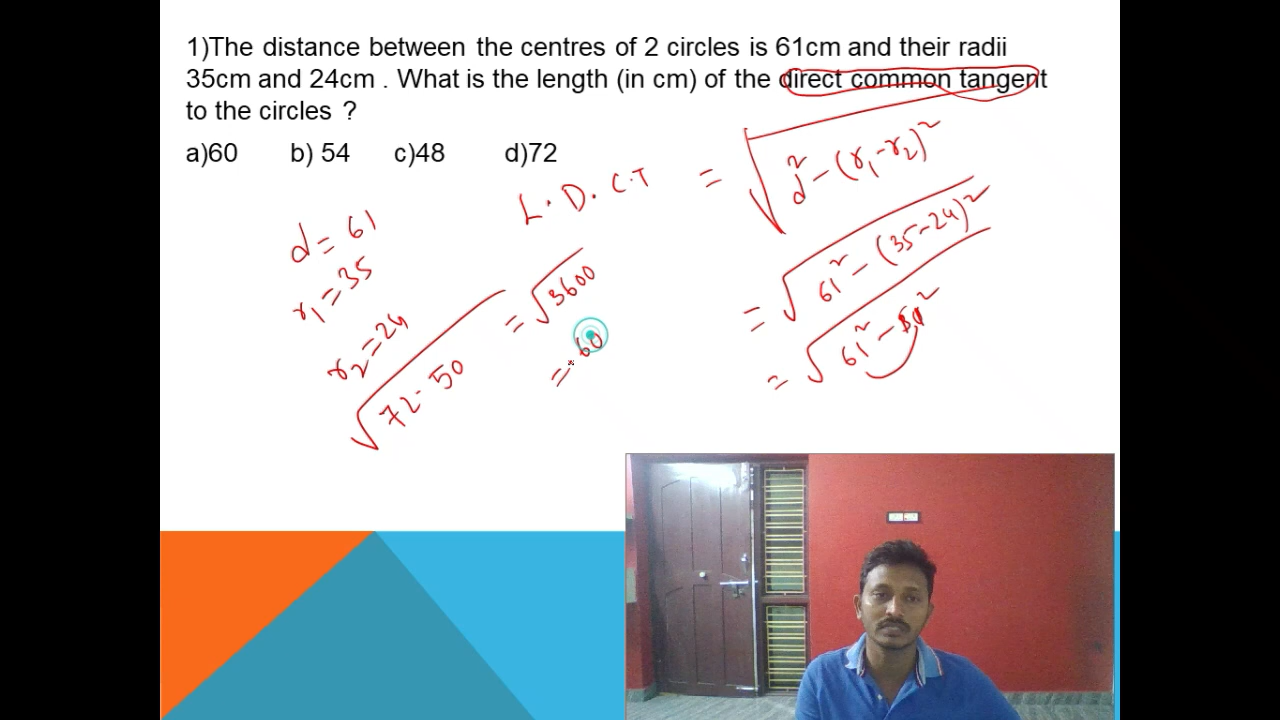 1)The distance between the centres of 2 circles is 61cm and their radii
35cm and 24cm . What is the length (in cm) of the direct common tangent
to the circles ?
a)60 b) 54 c)48 d)72
L. D. C.T = √d² - (r₁-r₂)²
d = 61
r₁ = 35
r₂ = 24
= √61² - (35-24)²
= √61² -
√72·50
= √3600
= 60